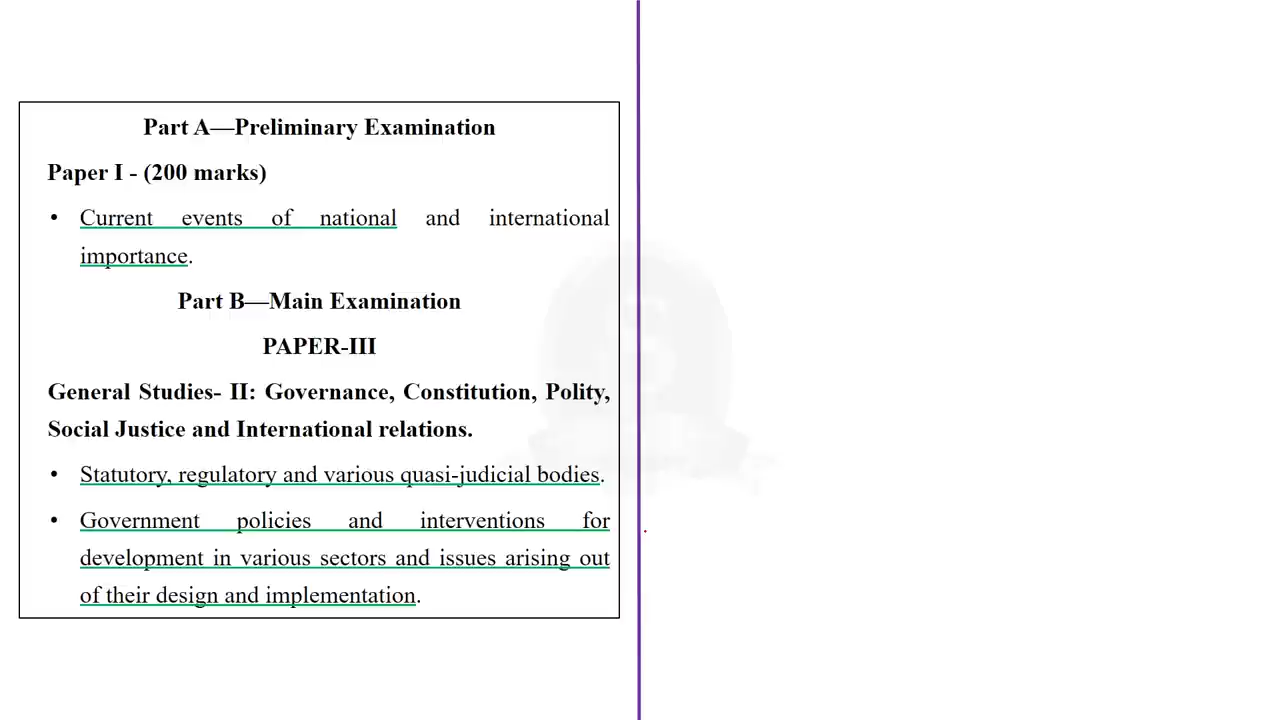 Part A—Preliminary Examination
Paper I - (200 marks)
• Current events of national and international
importance.
Part B—Main Examination
PAPER-III
General Studies- II: Governance, Constitution, Polity,
Social Justice and International relations.
• Statutory, regulatory and various quasi-judicial bodies.
• Government policies and interventions for
development in various sectors and issues arising out
of their design and implementation.